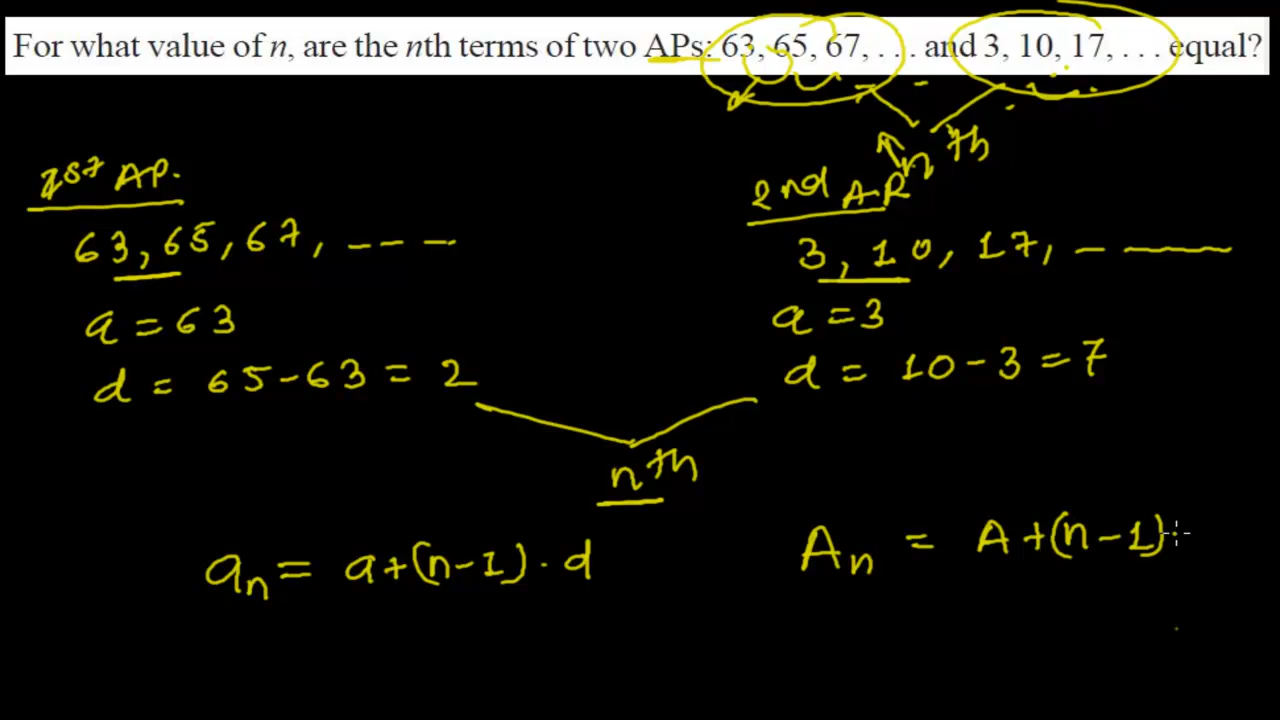 For what value of n, are the nth terms of two APs: 63, 65, 67, . . . and 3, 10, 17, . . . equal?
nth
1st AP.
63, 65, 67, - - -
a = 63
d = 65 - 63 = 2
2nd AP
3, 10, 17, - -
a = 3
d = 10 - 3 = 7
nth
an = a + (n - 1) . d
An = A + (n - 1)